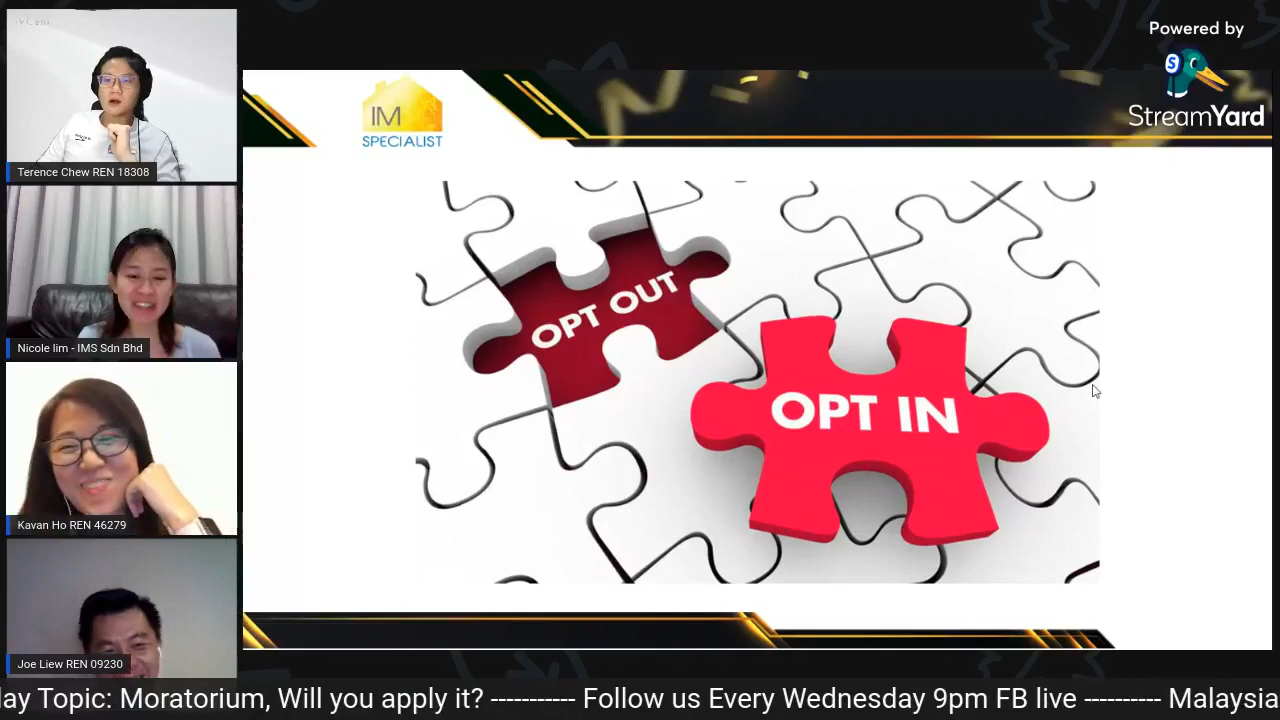 Terence Chew REN 18308
Nicole lim - IMS Sdn Bhd
Kavan Ho REN 46279
Joe Liew REN 09230
Powered by
StreamYard
IM
SPECIALIST
OPT OUT
OPT IN
Topic: Moratorium, Will you apply it? ----------- Follow us Every Wednesday 9pm FB live ---------- Malaysia